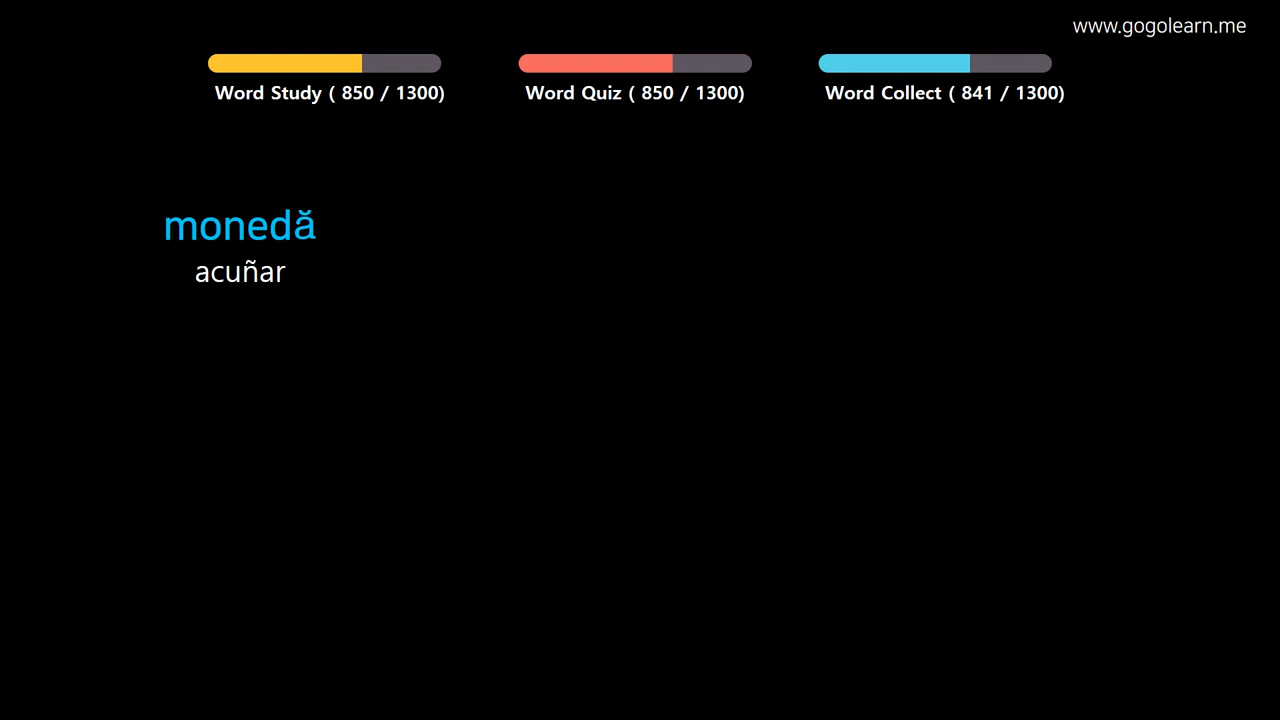 www.gogolearn.me
Word Study ( 850 / 1300)
Word Quiz ( 850 / 1300)
Word Collect ( 841 / 1300)
monedă
acuñar